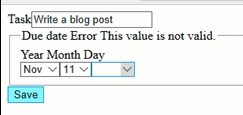 Task Write a blog post
Due date Error This value is not valid.
Year Month Day
Nov 11
Save